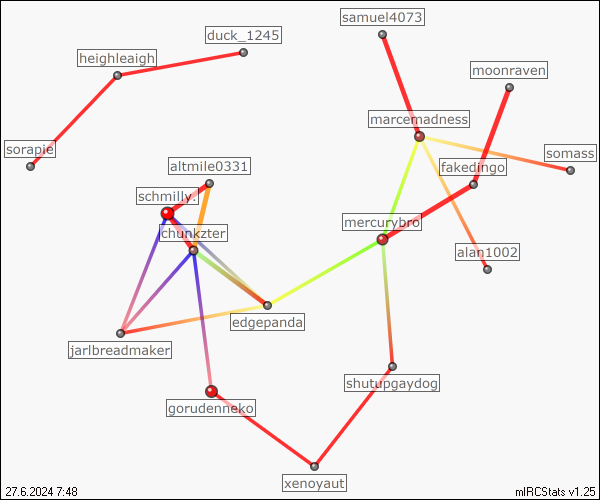 samuel4073
duck_1245
heighleaigh
moonraven
marcemadness
sorapie
somass
altmile0331
fakedingo
schmilly.
mercurybro
chunkzter
alan1002
edgepanda
jarlbreadmaker
shutupgaydog
gorudenneko
xenoyaut
27.6.2024 7:48
mIRCStats v1.25